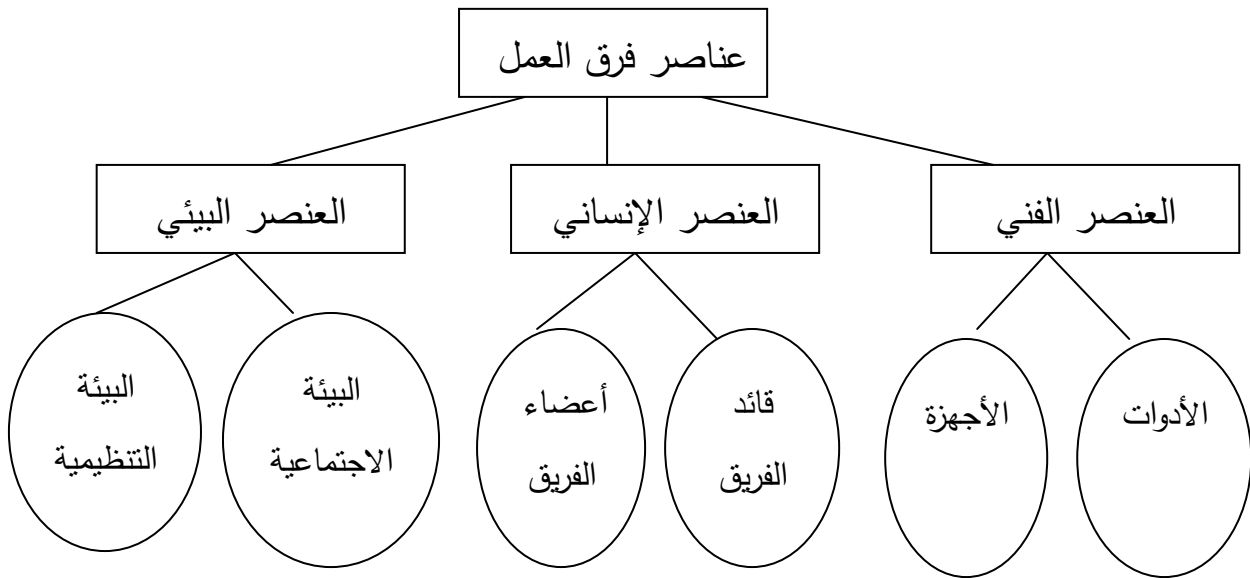 عناصر فرق العمل
العنصر الفني
العنصر الإنساني
العنصر البيئي
الأدوات
الأجهزة
قائد
الفريق
أعضاء
الفريق
البيئة
الاجتماعية
البيئة
التنظيمية